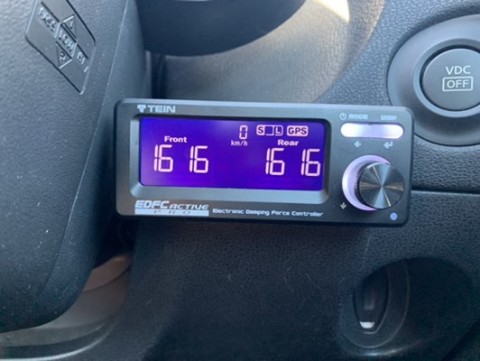 TEIN
0 S L GPS
Front km/h Rear
16 16 16 16
EDFC ACTIVE
PRO
Electronic Damping Force Controller
MODE
VDC
OFF